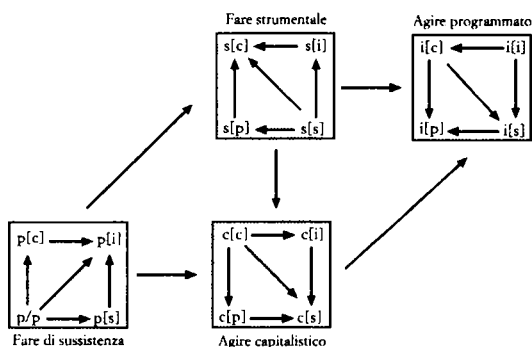 Fare strumentale
s[c] s[i]
s[p] s[s]
Agire programmato
i[c] i[i]
i[p] i[s]
p[c] p[i]
p/p p[s]
Fare di sussistenza
c[c] c[i]
c[p] c[s]
Agire capitalistico